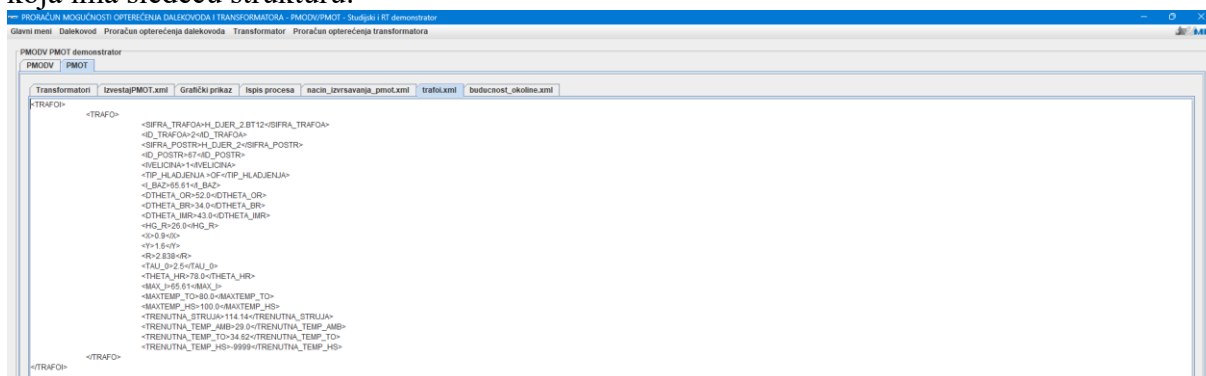 koja ima sledeću strukturu:
PRORAČUN MOGUĆNOSTI OPTEREĆENJA DALEKOVODA I TRANSFORMATORA - PMODV/PMOT - Studijski i RT demonstrator
Glavni meni Dalekovod Proračun opterećenja dalekovoda Transformator Proračun opterećenja transformatora
PMODV PMOT demonstrator
PMODV PMOT
Transformatori IzvestajPMOT.xml Grafički prikaz Ispis procesa nacin_izvrsavanja_pmot.xml trafoi.xml buducnost_okoline.xml
<TRAFOI>
<TRAFO>
<SIFRA_TRAFOA>H_DJER_2.BT12</SIFRA_TRAFOA>
<ID_TRAFOA>2</ID_TRAFOA>
<SIFRA_POSTR>H_DJER_2</SIFRA_POSTR>
<ID_POSTR>67</ID_POSTR>
<IVELICINA>1</IVELICINA>
<TIP_HLADJENJA>OF</TIP_HLADJENJA>
<I_BAZ>65.61</I_BAZ>
<DTHETA_OR>52.0</DTHETA_OR>
<DTHETA_BR>34.0</DTHETA_BR>
<DTHETA_IMR>43.0</DTHETA_IMR>
<HG_R>26.0</HG_R>
<X>0.9</X>
<Y>1.6</Y>
<R>2.838</R>
<TAU_0>2.5</TAU_0>
<THETA_HR>78.0</THETA_HR>
<MAX_I>65.61</MAX_I>
<MAXTEMP_TO>80.0</MAXTEMP_TO>
<MAXTEMP_HS>100.0</MAXTEMP_HS>
<TRENUTNA_STRUJA>114.14</TRENUTNA_STRUJA>
<TRENUTNA_TEMP_AMB>29.0</TRENUTNA_TEMP_AMB>
<TRENUTNA_TEMP_TO>34.62</TRENUTNA_TEMP_TO>
<TRENUTNA_TEMP_HS>-9999</TRENUTNA_TEMP_HS>
</TRAFO>
</TRAFOI>